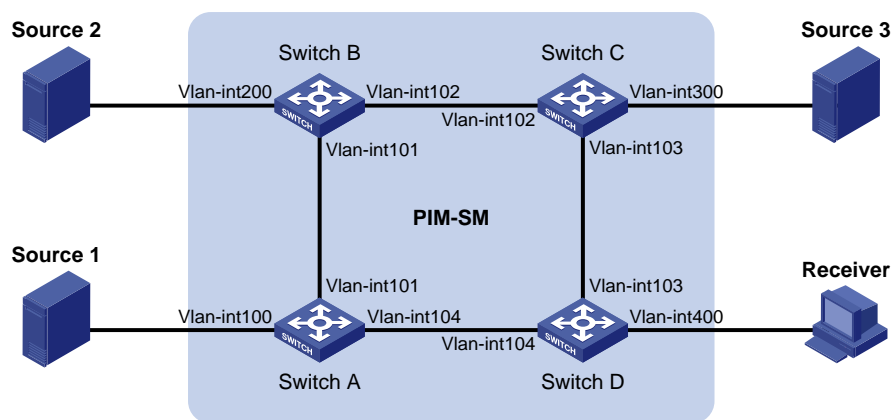 Source 2
Source 3
Switch B
Switch C
Vlan-int200
Vlan-int102
Vlan-int300
Vlan-int102
SWITCH
SWITCH
Vlan-int101
Vlan-int103
PIM-SM
Source 1
Receiver
Vlan-int101
Vlan-int103
Vlan-int100
Vlan-int104
Vlan-int400
Vlan-int104
SWITCH
SWITCH
Switch A
Switch D